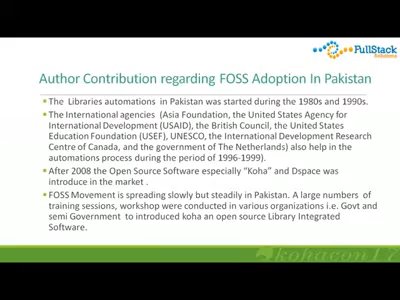 FullStack
Solutions
Author Contribution regarding FOSS Adoption In Pakistan
The Libraries automations in Pakistan was started during the 1980s and 1990s.
The International agencies (Asia Foundation, the United States Agency for
International Development (USAID), the British Council, the United States
Education Foundation (USEF), UNESCO, the International Development Research
Centre of Canada, and the government of The Netherlands) also help in the
automations process during the period of 1996-1999).
After 2008 the Open Source Software especially "Koha" and Dspace was
introduce in the market .
FOSS Movement is spreading slowly but steadily in Pakistan. A large numbers of
training sessions, workshop were conducted in various organizations i.e. Govt and
semi Government to introduced koha an open source Library Integrated
Software.
kohacon17